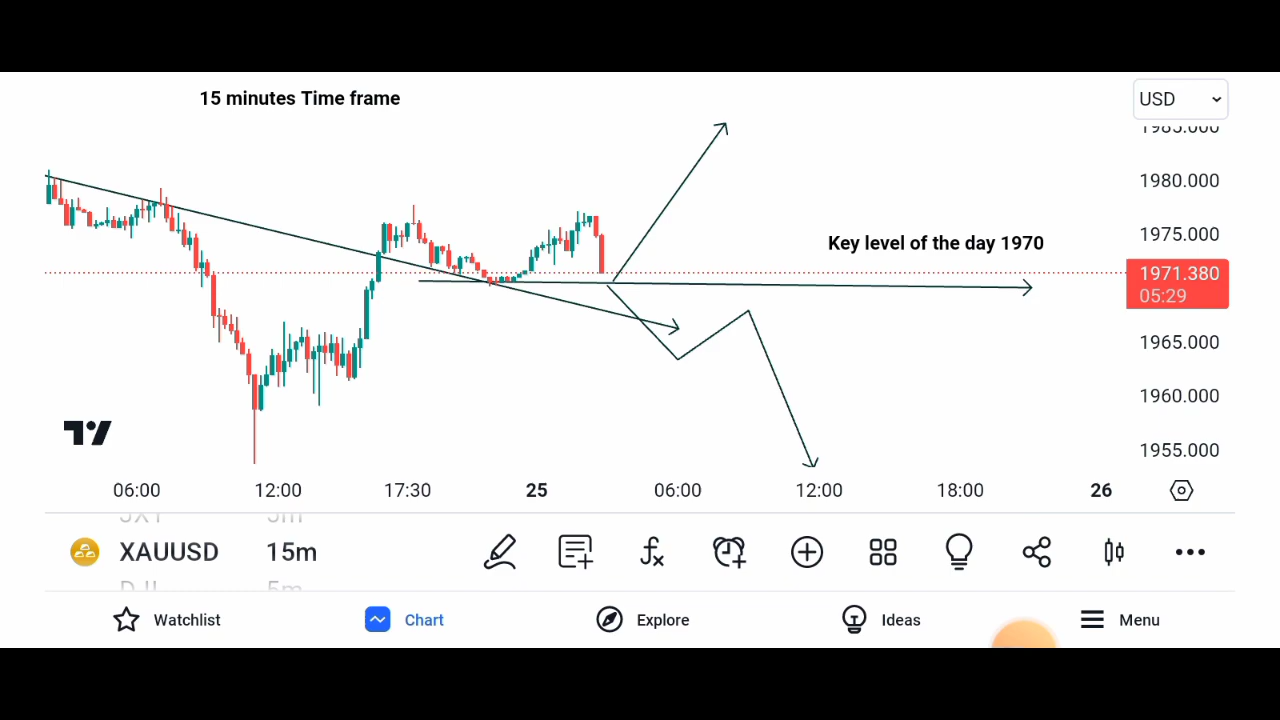 15 minutes Time frame
USD
1985.000
1980.000
1975.000
Key level of the day 1970
1971.380
05:29
1965.000
1960.000
1955.000
06:00 12:00 17:30 25 06:00 12:00 18:00 26
XAUUSD 15m
Watchlist Chart Explore Ideas Menu